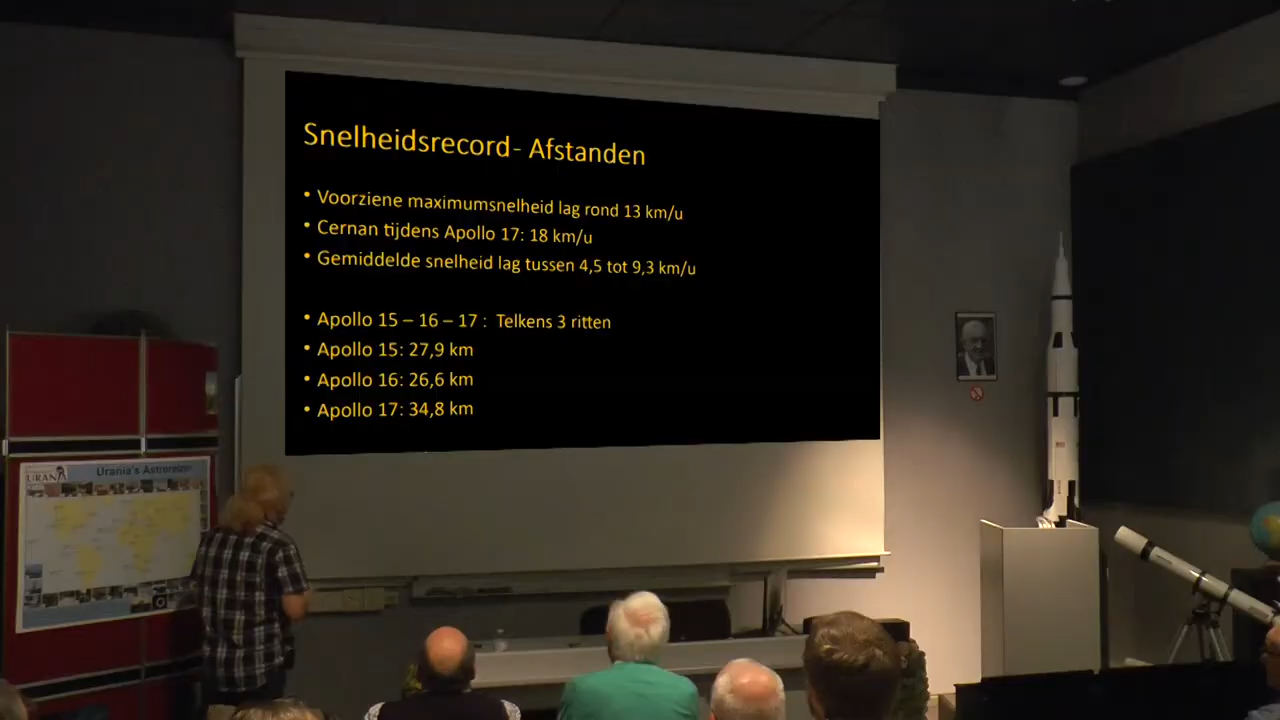 Snelheidsrecord - Afstanden
• Voorziene maximumsnelheid lag rond 13 km/u
• Cernan tijdens Apollo 17: 18 km/u
• Gemiddelde snelheid lag tussen 4,5 tot 9,3 km/u
• Apollo 15 – 16 – 17 : Telkens 3 ritten
• Apollo 15: 27,9 km
• Apollo 16: 26,6 km
• Apollo 17: 34,8 km
URANIA
Urania's Astroreizen